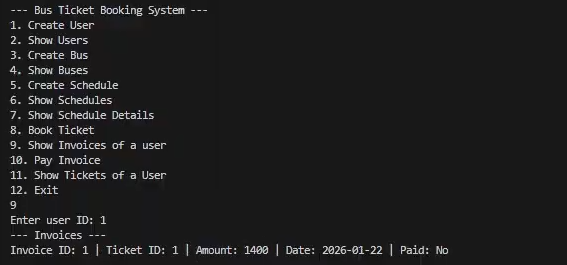 --- Bus Ticket Booking System ---
1. Create User
2. Show Users
3. Create Bus
4. Show Buses
5. Create Schedule
6. Show Schedules
7. Show Schedule Details
8. Book Ticket
9. Show Invoices of a user
10. Pay Invoice
11. Show Tickets of a User
12. Exit
9
Enter user ID: 1
--- Invoices ---
Invoice ID: 1 | Ticket ID: 1 | Amount: 1400 | Date: 2026-01-22 | Paid: No